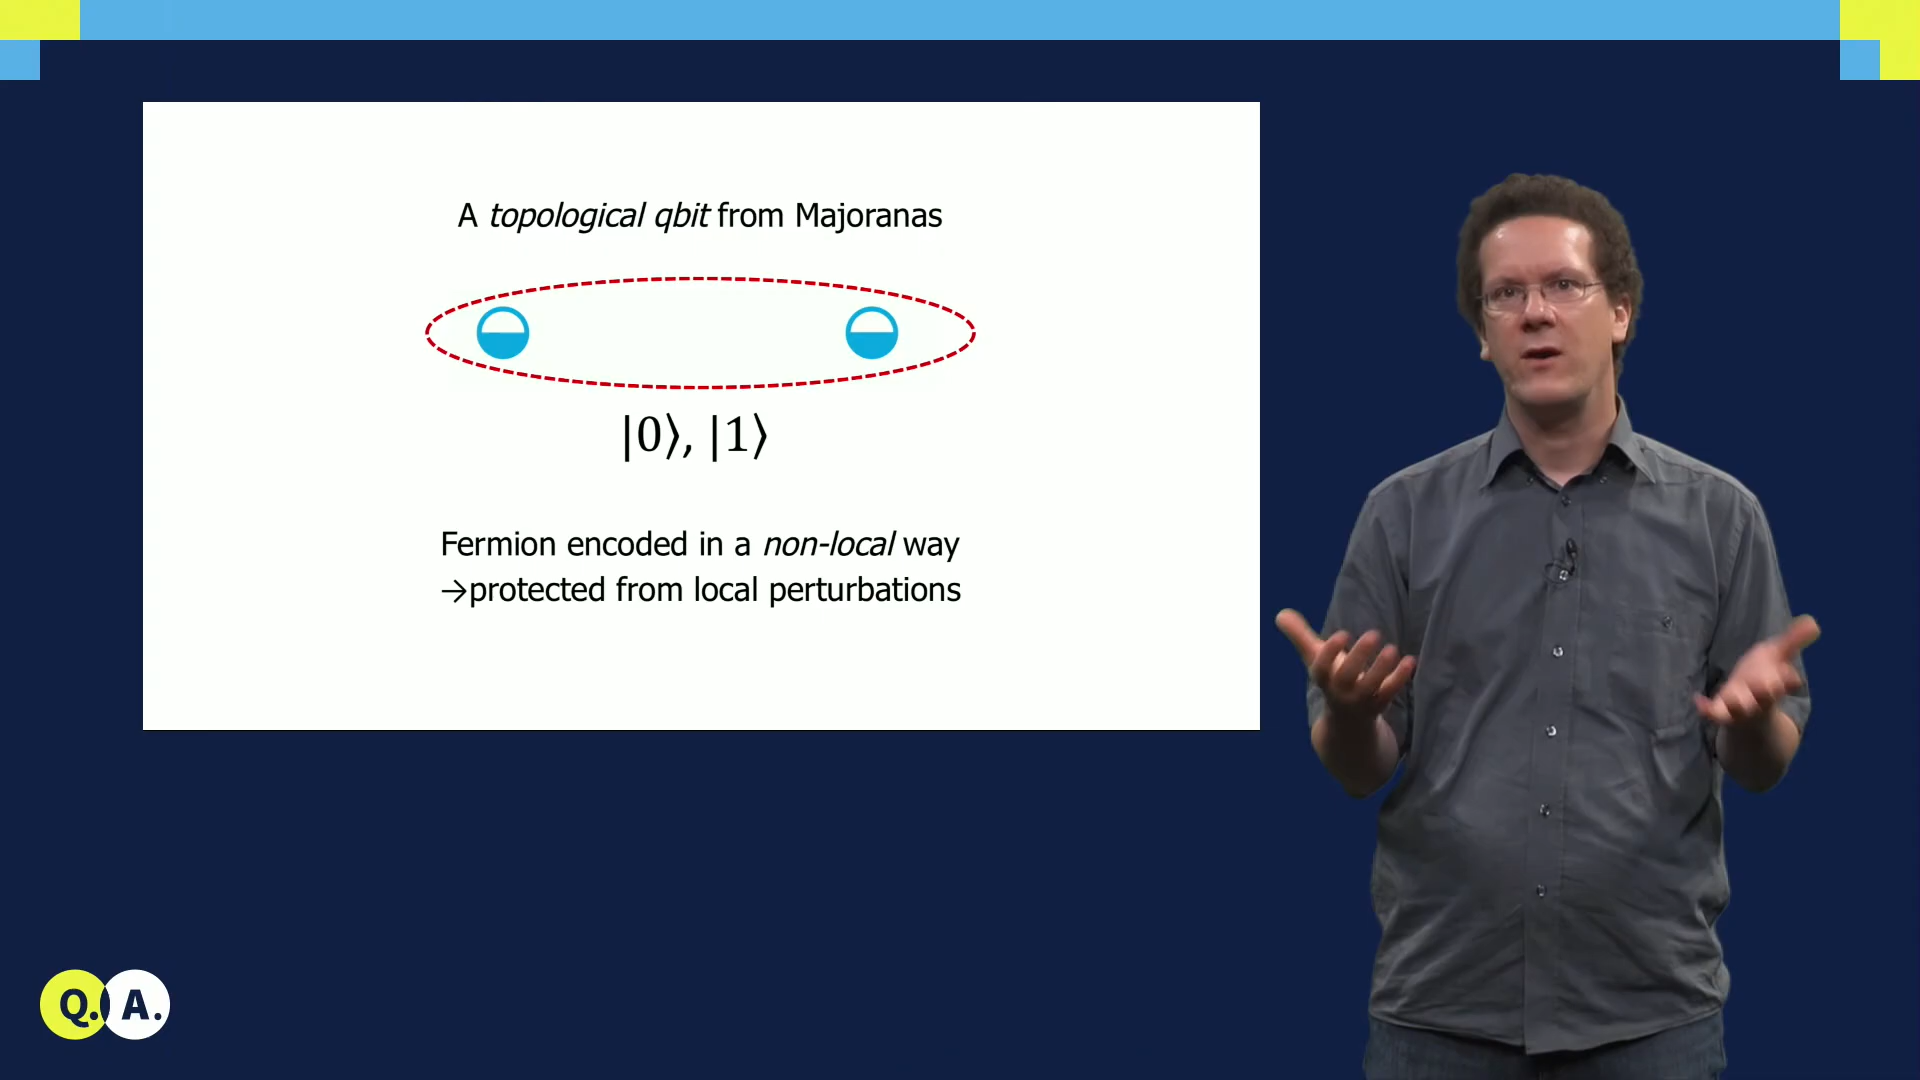 A topological qbit from Majoranas
|0⟩, |1⟩
Fermion encoded in a non-local way
→protected from local perturbations
Q. A.